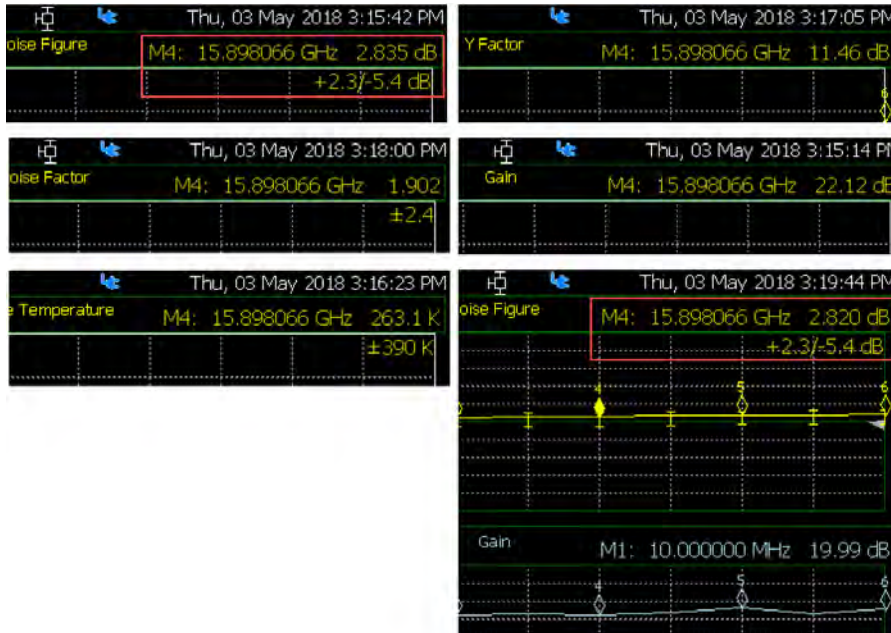 Thu, 03 May 2018 3:15:42 PM
oise Figure
M4: 15.898066 GHz 2.835 dB
+2.3/-5.4 dB
Thu, 03 May 2018 3:17:05 PM
Y Factor
M4: 15.898066 GHz 11.46 dB
6
Thu, 03 May 2018 3:18:00 PM
oise Factor
M4: 15.898066 GHz 1.902
±2.4
Thu, 03 May 2018 3:15:14 PM
Gain
M4: 15.898066 GHz 22.12 dB
Thu, 03 May 2018 3:16:23 PM
e Temperature
M4: 15.898066 GHz 263.1 K
±390 K
Thu, 03 May 2018 3:19:44 PM
oise Figure
M4: 15.898066 GHz 2.820 dB
+2.3/-5.4 dB
4 5 6
Gain
M1: 10.000000 MHz 19.99 dB
4 5 6